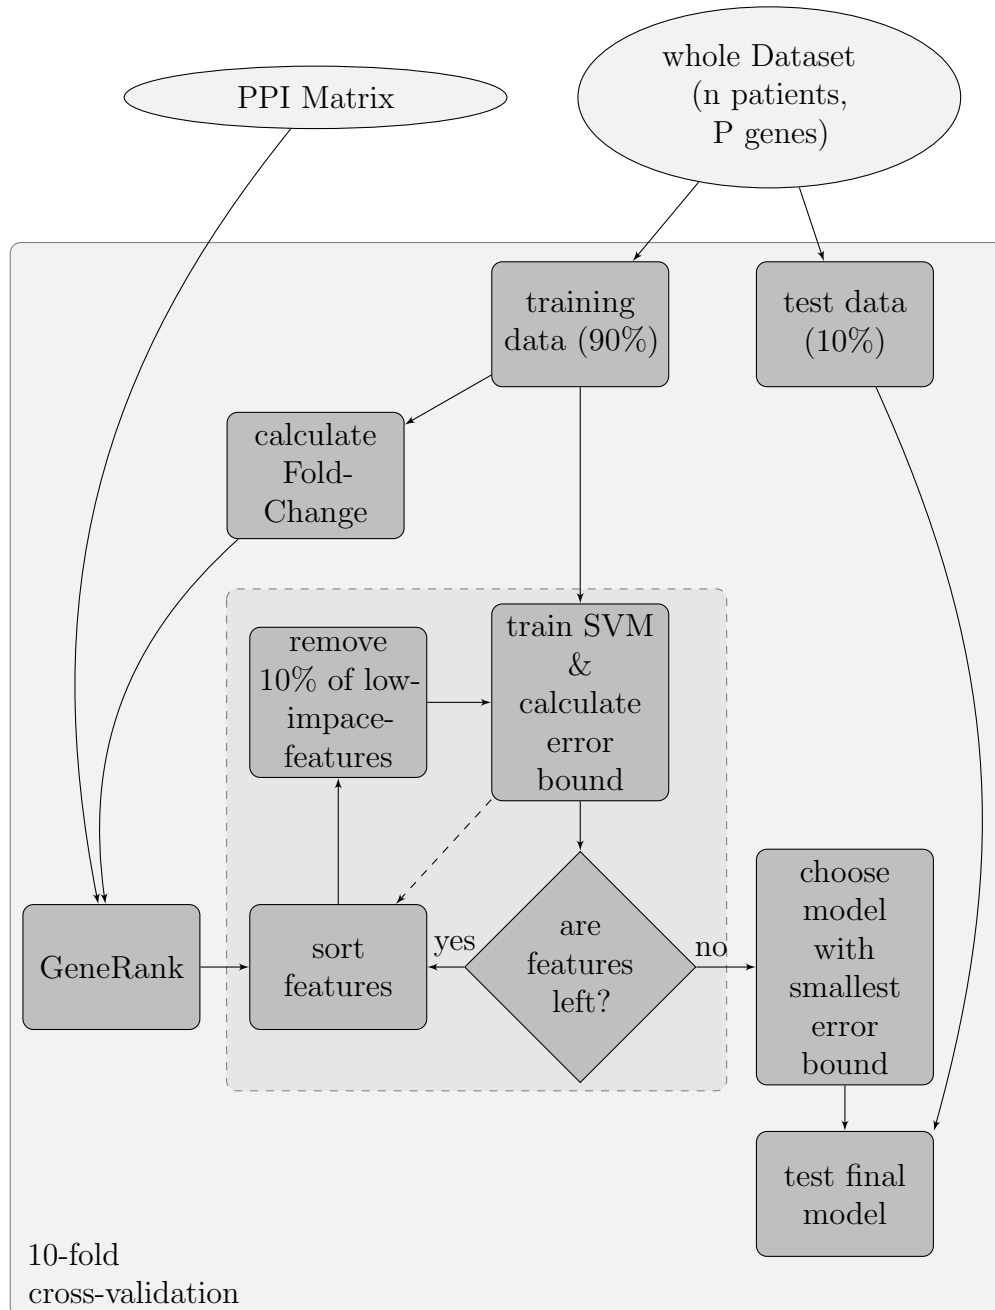 PPI Matrix
whole Dataset
(n patients,
P genes)
training
data (90%)
test data
(10%)
calculate
Fold-
Change
remove
10% of low-
impace-
features
train SVM
&
calculate
error
bound
GeneRank
sort
features
yes
are
features
left?
no
choose
model
with
smallest
error
bound
test final
model
10-fold
cross-validation